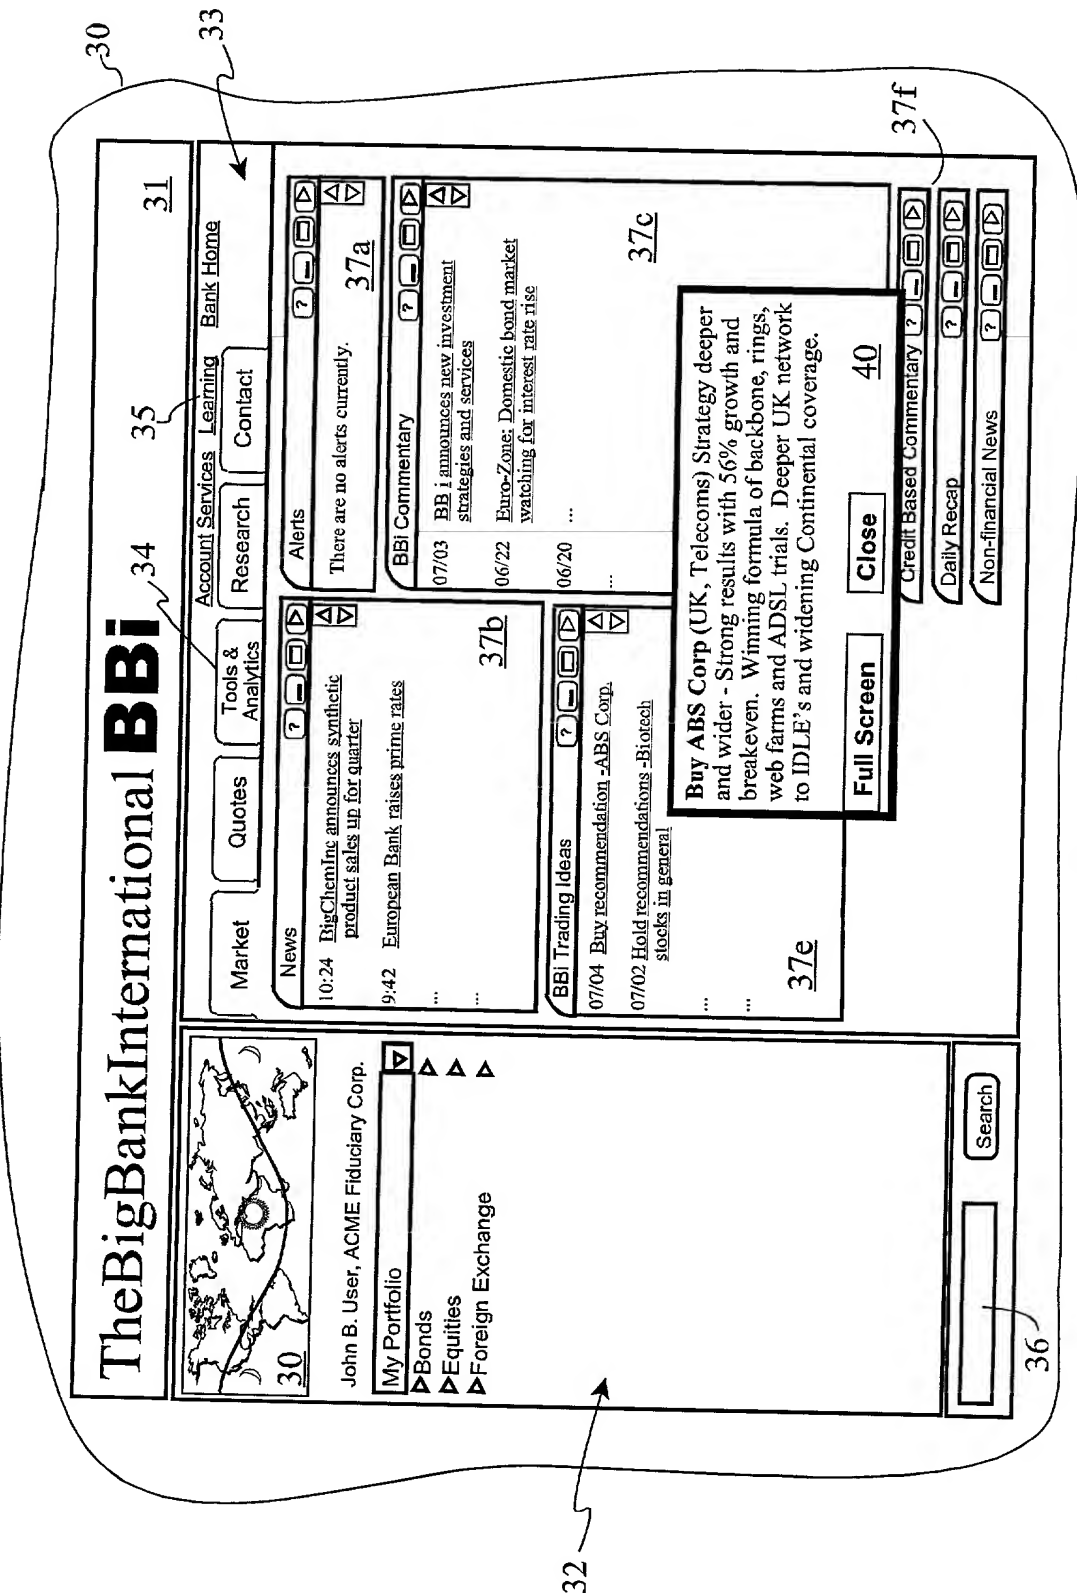 30
33
TheBigBankInternational BBi
31
34
35
Account Services Learning Bank Home
Market
Quotes
Tools &
Analytics
Research
Contact
30
John B. User, ACME Fiduciary Corp.
My Portfolio
Bonds
Equities
Foreign Exchange
32
36
Search
News
?
10:24 BigChemInc announces synthetic
product sales up for quarter
9:42 European Bank raises prime rates
...
...
37b
Alerts
?
There are no alerts currently.
37a
BBi Commentary
?
07/03 BB i announces new investment
strategies and services
06/22 Euro-Zone: Domestic bond market
watching for interest rate rise
06/20 ...
...
37c
BBi Trading Ideas
?
07/04 Buy recommendation -ABS Corp.
07/02 Hold recommendations -Biotech
stocks in general
...
...
37e
Buy ABS Corp (UK, Telecoms) Strategy deeper
and wider - Strong results with 56% growth and
breakeven. Winning formula of backbone, rings,
web farms and ADSL trials. Deeper UK network
to IDLE's and widening Continental coverage.
Full Screen
Close
40
Credit Based Commentary ?
37f
Daily Recap ?
Non-financial News ?